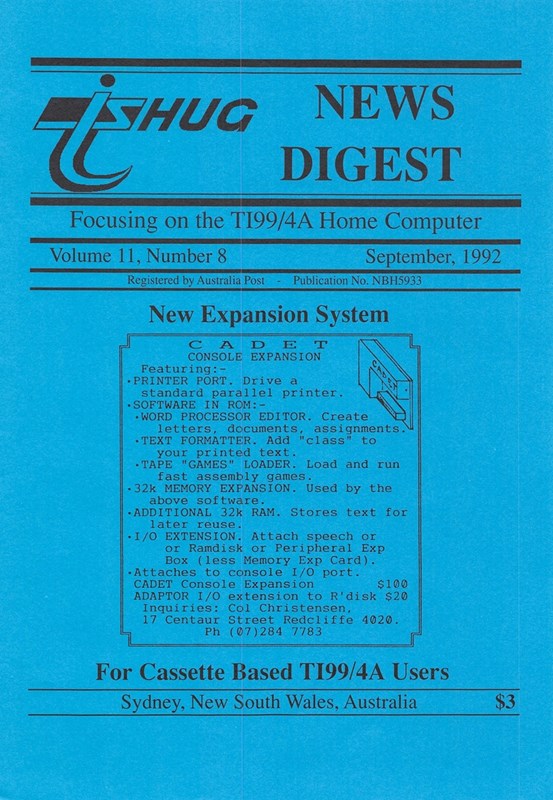 TISHUG
NEWS
DIGEST
Focusing on the TI99/4A Home Computer
Volume 11, Number 8 September, 1992
Registered by Australia Post - Publication No. NBH5933
New Expansion System
CADET
CONSOLE EXPANSION
Featuring:-
•PRINTER PORT. Drive a
standard parallel printer.
•SOFTWARE IN ROM:-
•WORD PROCESSOR EDITOR. Create
letters, documents, assignments.
•TEXT FORMATTER. Add "class" to
your printed text.
•TAPE "GAMES" LOADER. Load and run
fast assembly games.
•32k MEMORY EXPANSION. Used by the
above software.
•ADDITIONAL 32k RAM. Stores text for
later reuse.
•I/O EXTENSION. Attach speech or
or Ramdisk or Peripheral Exp
Box (less Memory Exp Card).
•Attaches to console I/O port.
CADET Console Expansion $100
ADAPTOR I/O extension to R'disk $20
Inquiries: Col Christensen,
17 Centaur Street Redcliffe 4020.
Ph (07)284 7783
CADET
For Cassette Based TI99/4A Users
Sydney, New South Wales, Australia $3